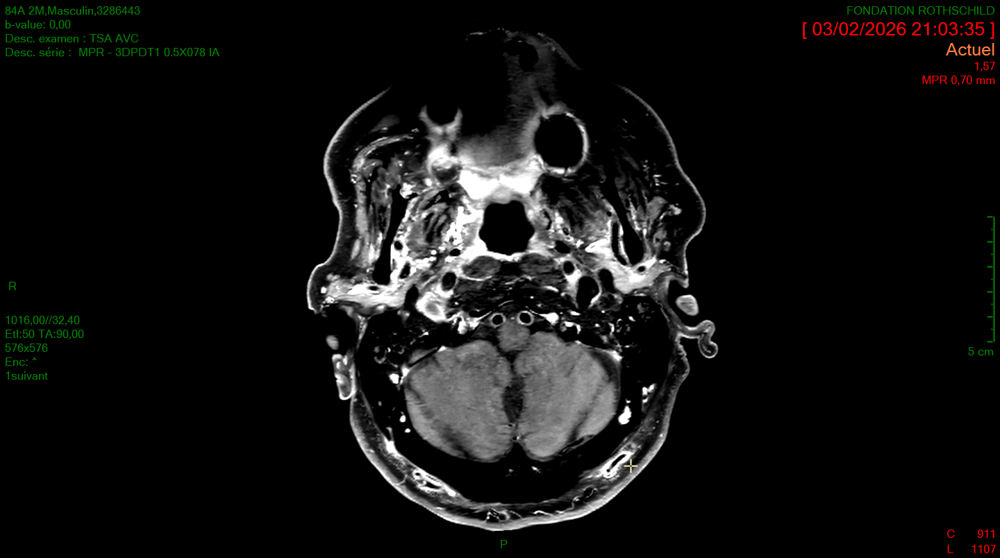 84A 2M,Masculin,3286443
b-value: 0,00
Desc. examen : TSA AVC
Desc. série :  MPR - 3DPDT1 0.5X078 IA
FONDATION ROTHSCHILD
[ 03/02/2026 21:03:35 ]
Actuel
1,57
MPR 0,70 mm
R
1016,00//32,40
Etl:50 TA:90,00
576x576
Enc: ^
1suivant
5 cm
P
C 911
L 1107